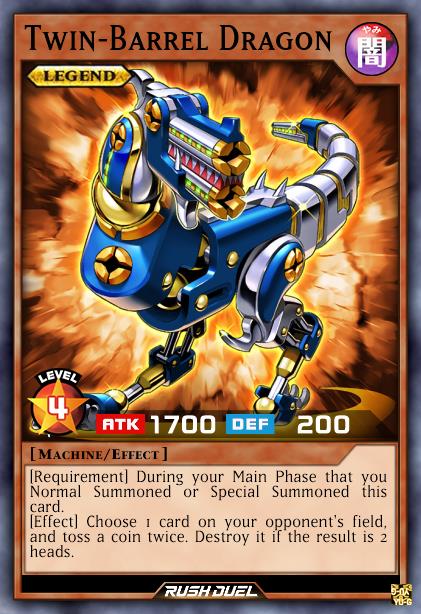 TWIN-BARREL DRAGON
やみ
闇
LEGEND
LEVEL
4
ATK 1700 DEF 200
[MACHINE/EFFECT]
[Requirement] During your Main Phase that you
Normal Summoned or Special Summoned this
card.
[Effect] Choose 1 card on your opponent's field,
and toss a coin twice. Destroy it if the result is 2
heads.
RUSH DUEL